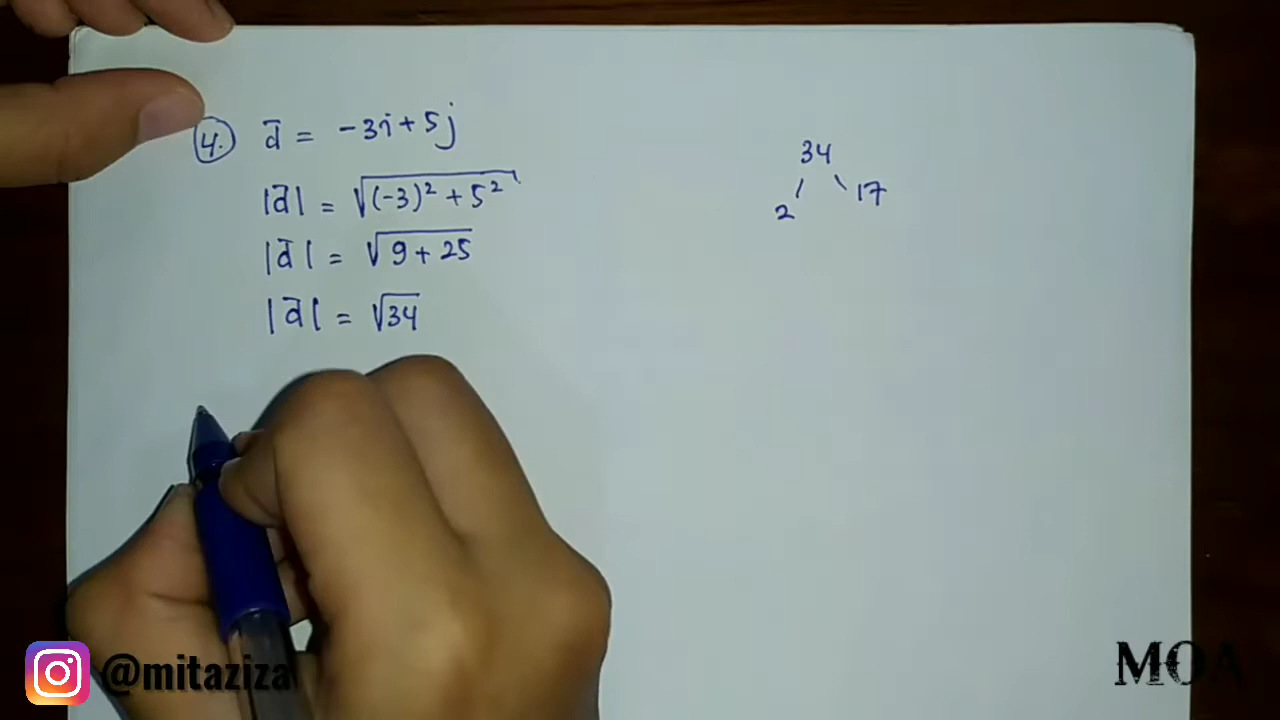 4. a̅ = -3i + 5j
|a̅| = √(-3)² + 5²
|a̅| = √9 + 25
|a̅| = √34
34
2 17
@mitaziza
MOA